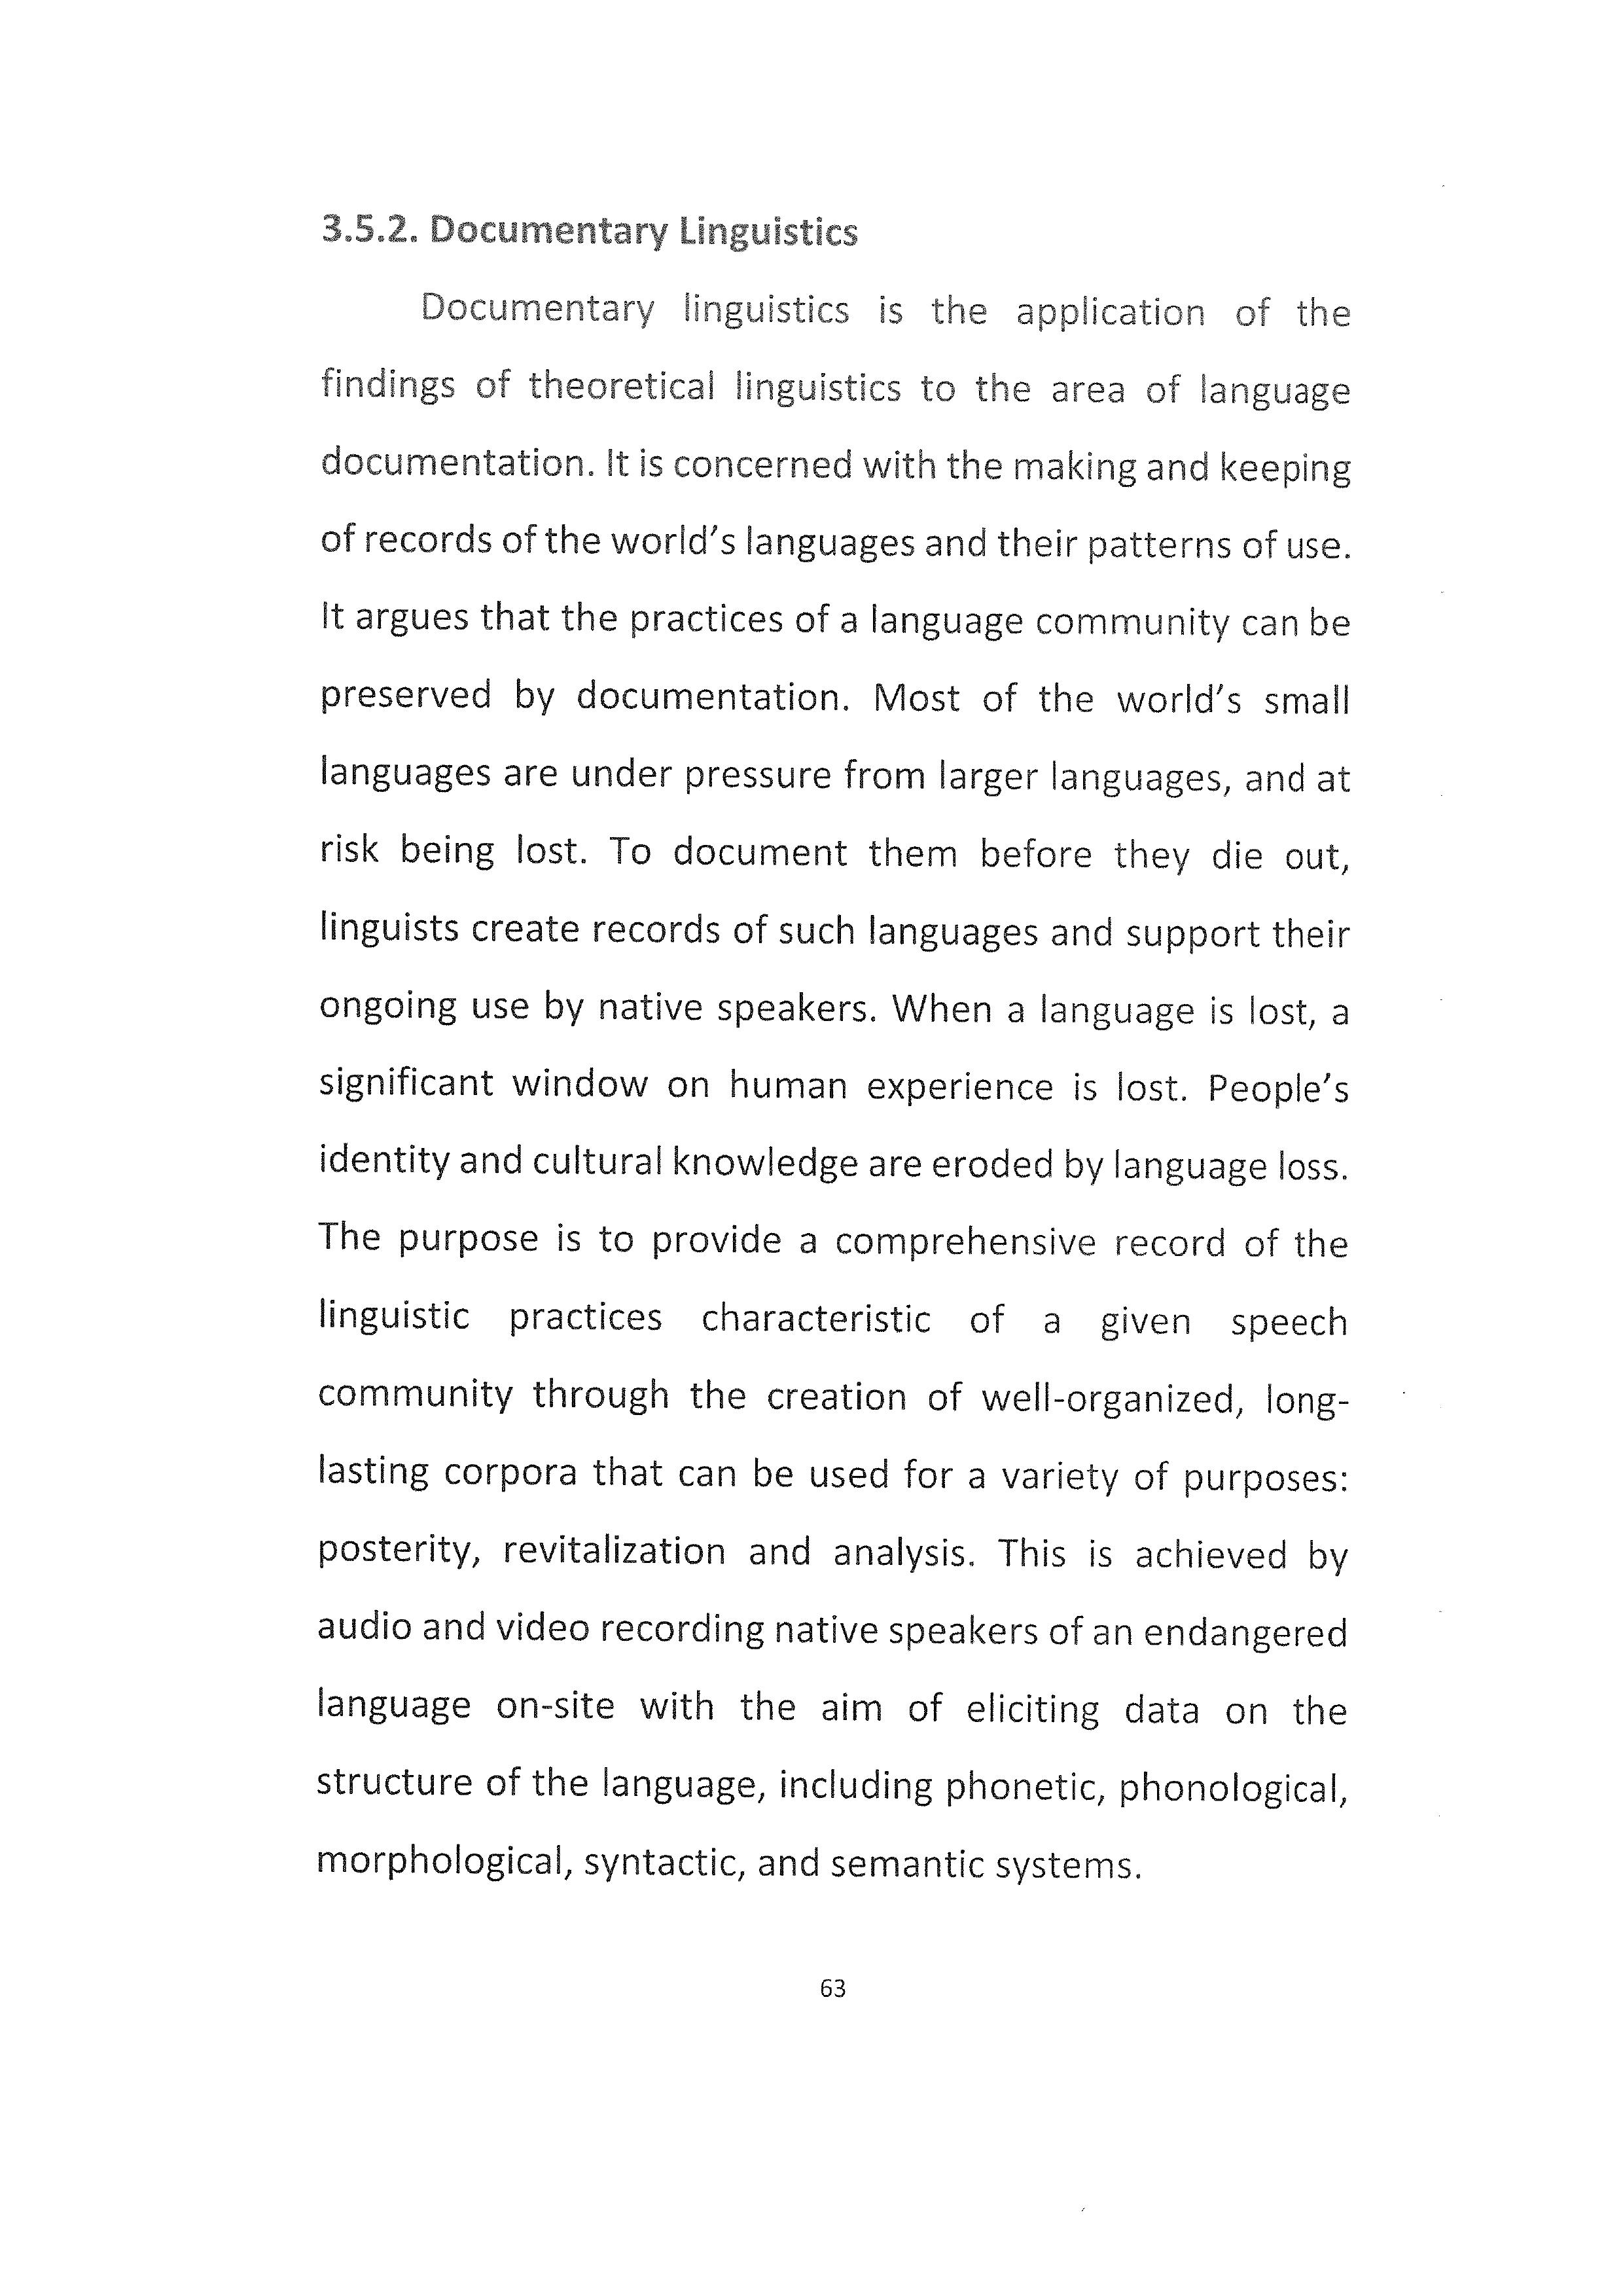 3.5.2. Documentary Linguistics
Documentary linguistics is the application of the
findings of theoretical linguistics to the area of language
documentation. It is concerned with the making and keeping
of records of the world's languages and their patterns of use.
It argues that the practices of a language community can be
preserved by documentation. Most of the world's small
languages are under pressure from larger languages, and at
risk being lost. To document them before they die out,
linguists create records of such languages and support their
ongoing use by native speakers. When a language is lost, a
significant window on human experience is lost. People's
identity and cultural knowledge are eroded by language loss.
The purpose is to provide a comprehensive record of the
linguistic practices characteristic of a given speech
community through the creation of well-organized, long-
lasting corpora that can be used for a variety of purposes:
posterity, revitalization and analysis. This is achieved by
audio and video recording native speakers of an endangered
language on-site with the aim of eliciting data on the
structure of the language, including phonetic, phonological,
morphological, syntactic, and semantic systems.
63